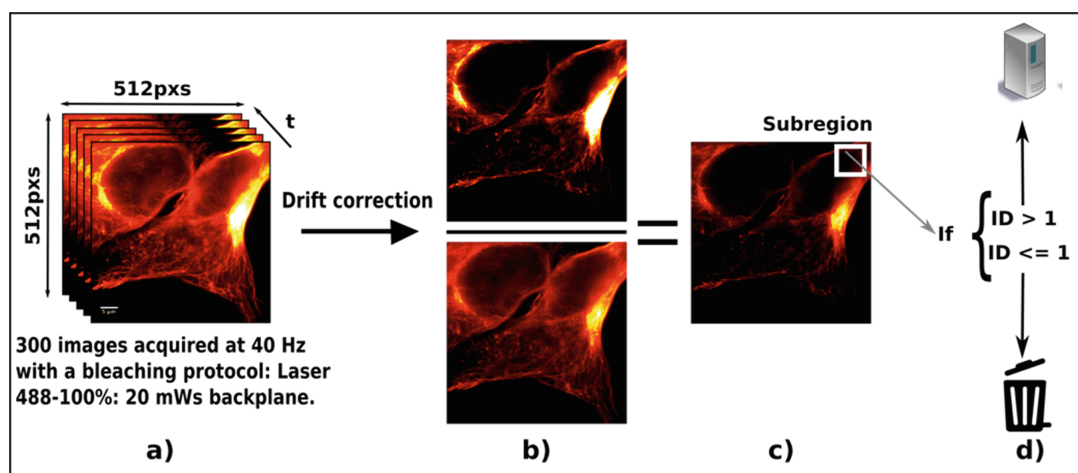 512pxs
t
512pxs
5 μm
300 images acquired at 40 Hz
with a bleaching protocol: Laser
488-100%: 20 mWs backplane.
a)
Drift correction
b)
Subregion
c)
If
ID > 1
ID <= 1
d)